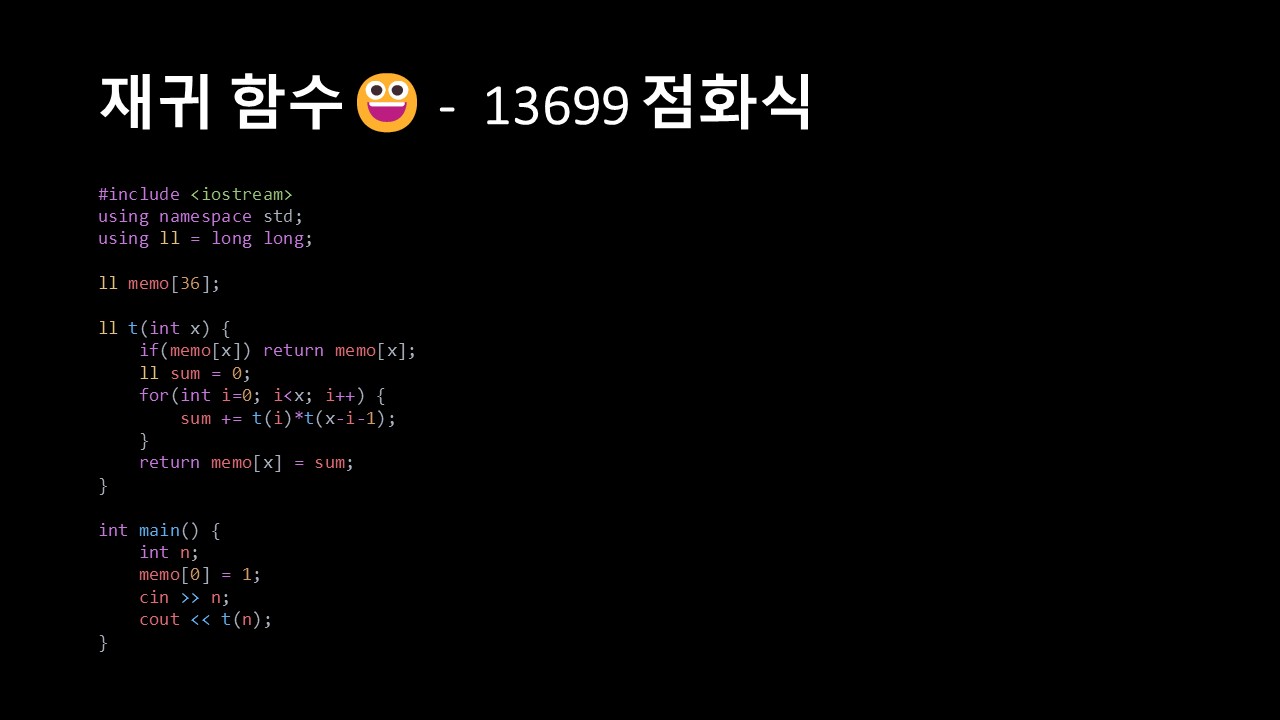 재귀 함수😀 - 13699 점화식
#include <iostream>
using namespace std;
using ll = long long;
ll memo[36];
ll t(int x) {
    if(memo[x]) return memo[x];
    ll sum = 0;
    for(int i=0; i<x; i++) {
        sum += t(i)*t(x-i-1);
    }
    return memo[x] = sum;
}
int main() {
    int n;
    memo[0] = 1;
    cin >> n;
    cout << t(n);
}